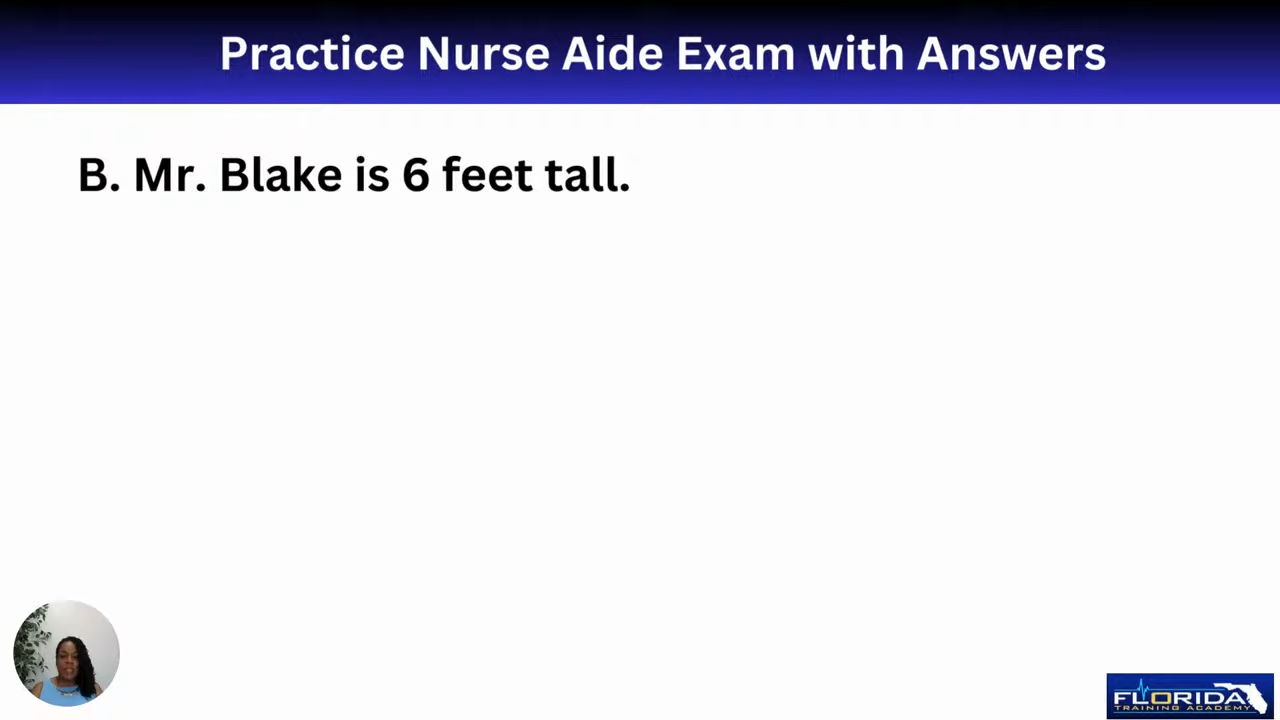 Practice Nurse Aide Exam with Answers
B. Mr. Blake is 6 feet tall.
FLORIDA
TRAINING ACADEMY